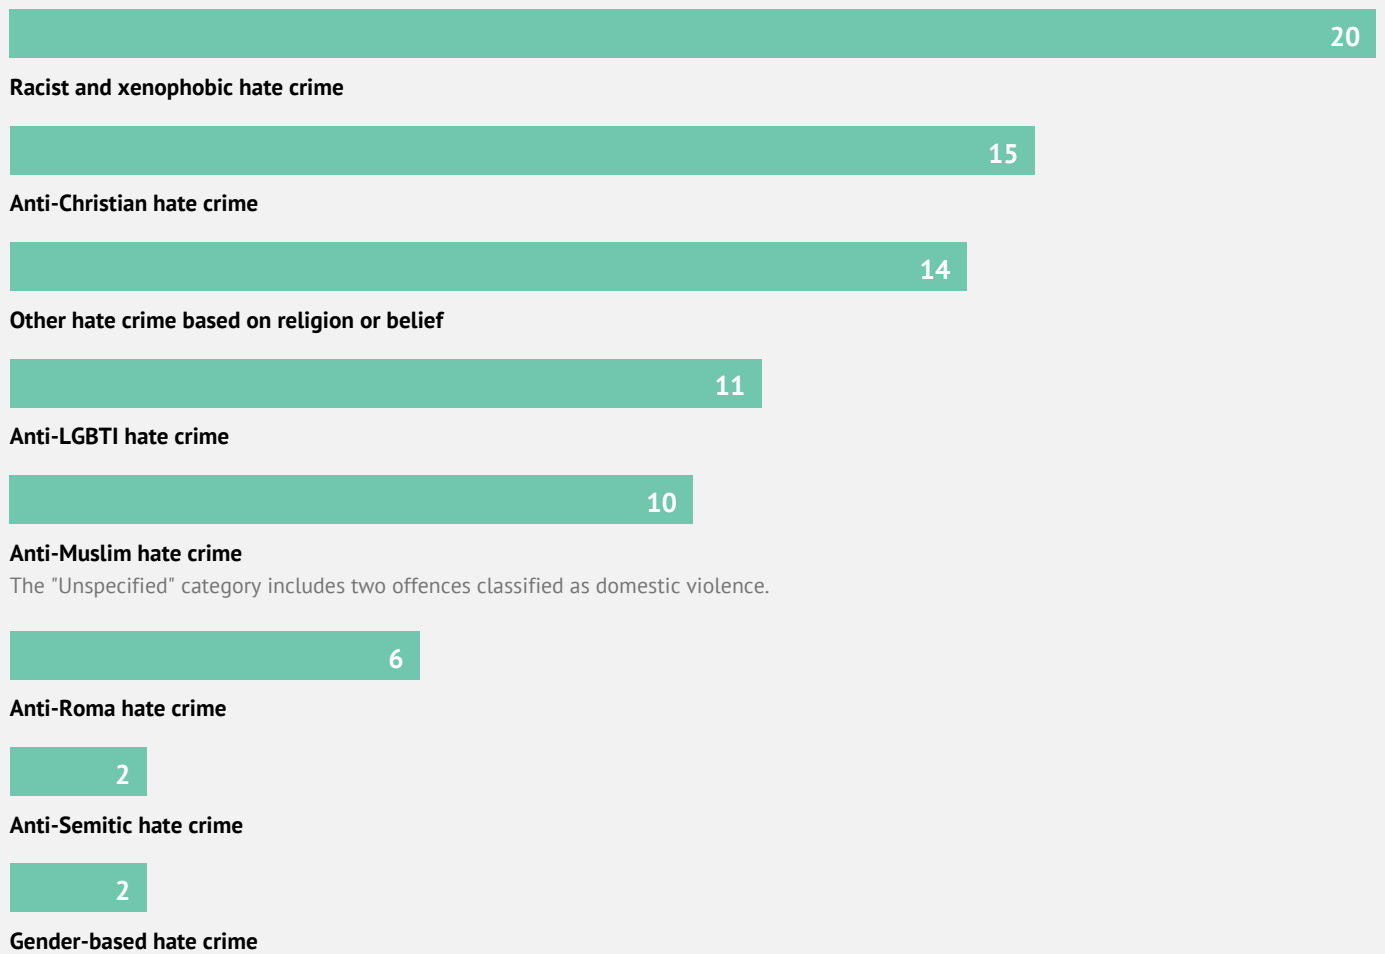 20
Racist and xenophobic hate crime
15
Anti-Christian hate crime
14
Other hate crime based on religion or belief
11
Anti-LGBTI hate crime
10
Anti-Muslim hate crime
The "Unspecified" category includes two offences classified as domestic violence.
6
Anti-Roma hate crime
2
Anti-Semitic hate crime
2
Gender-based hate crime